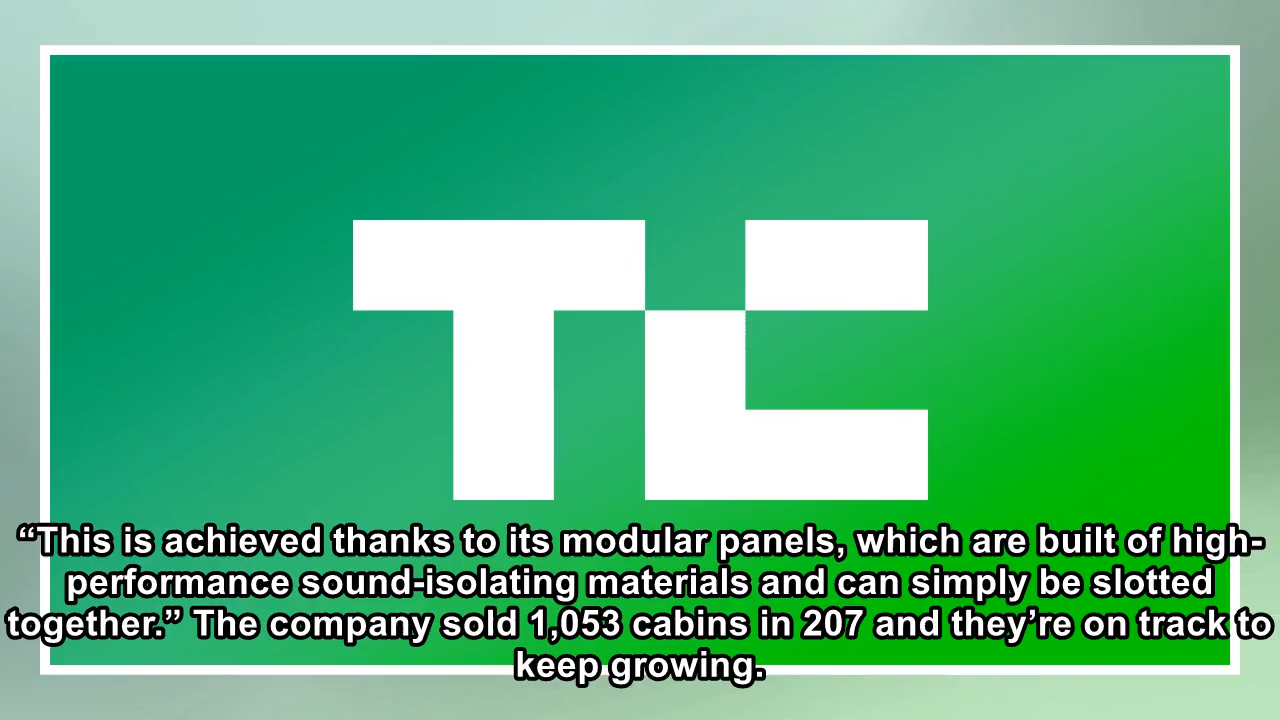 TC
“This is achieved thanks to its modular panels, which are built of high-
performance sound-isolating materials and can simply be slotted
together.” The company sold 1,053 cabins in 207 and they’re on track to
keep growing.